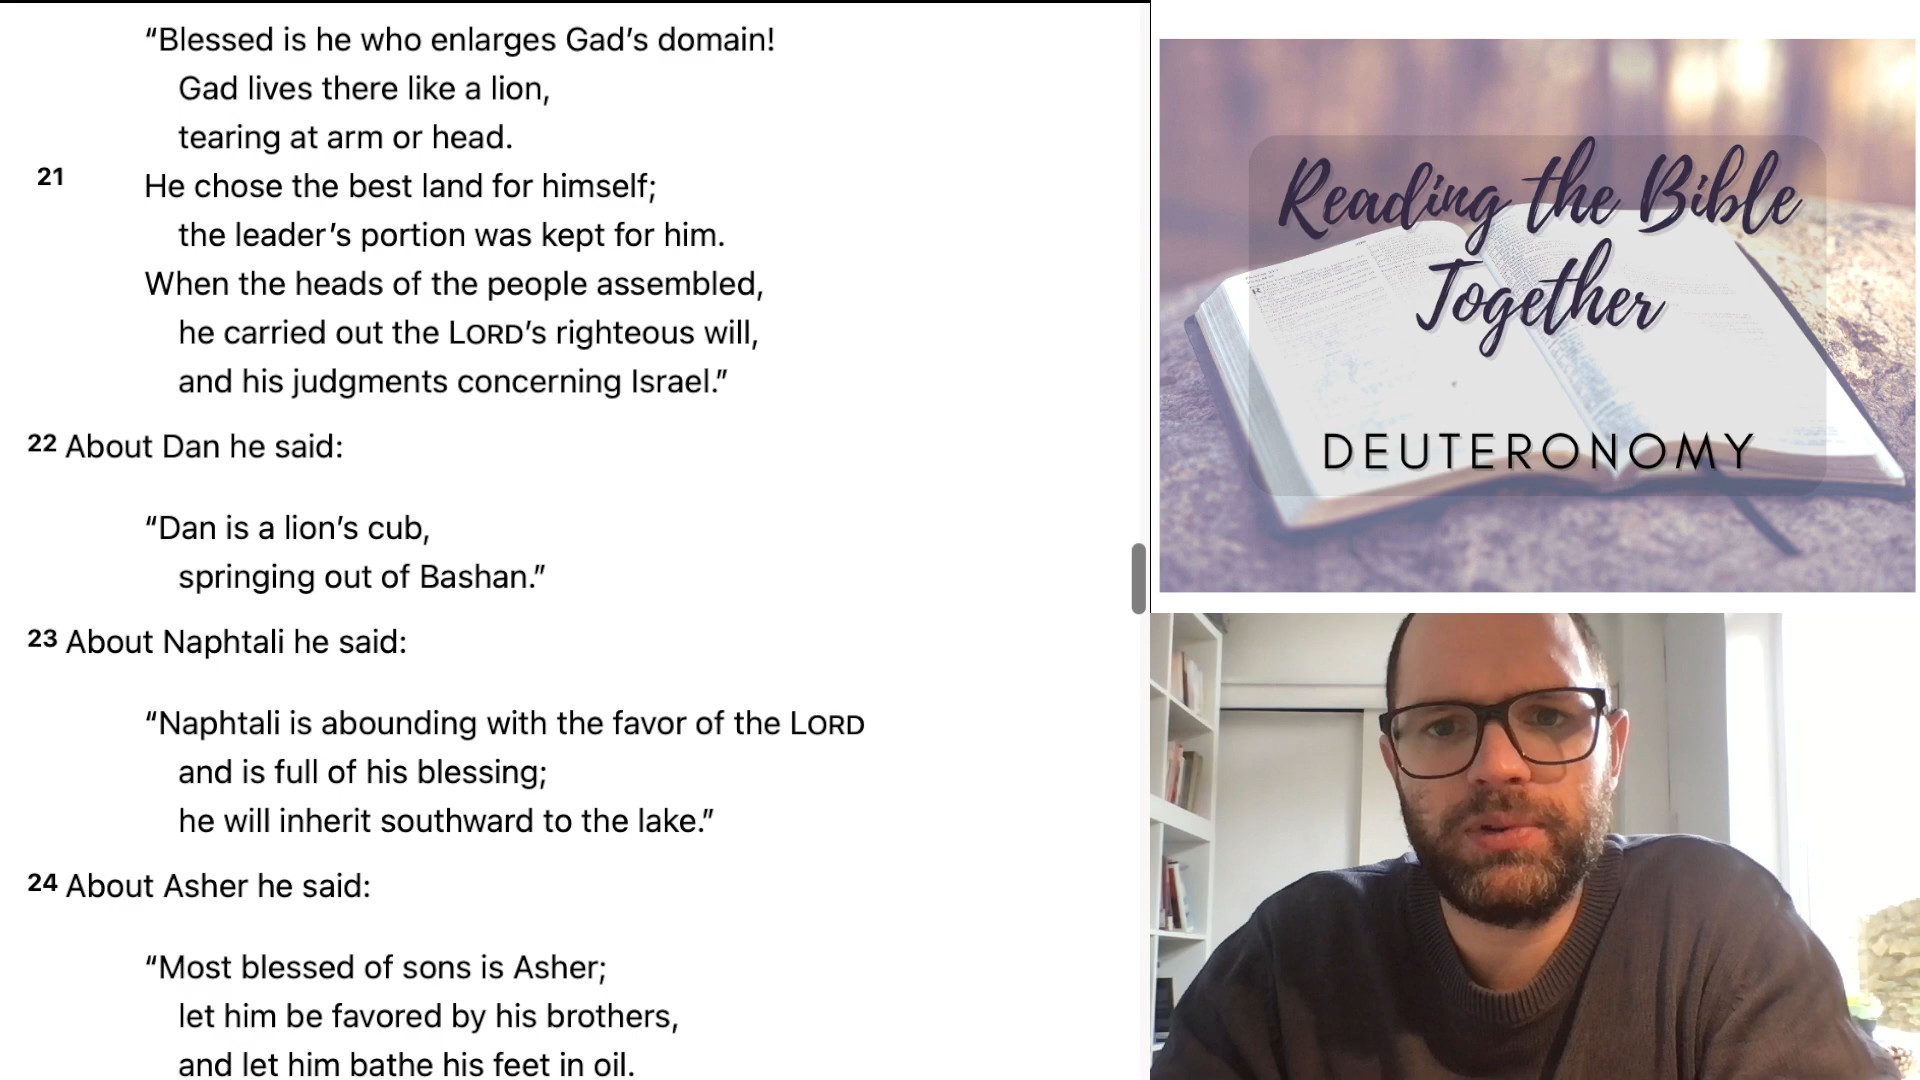 “Blessed is he who enlarges Gad’s domain!
Gad lives there like a lion,
tearing at arm or head.
21 He chose the best land for himself;
the leader’s portion was kept for him.
When the heads of the people assembled,
he carried out the LORD’s righteous will,
and his judgments concerning Israel.”
22 About Dan he said:
“Dan is a lion’s cub,
springing out of Bashan.”
23 About Naphtali he said:
“Naphtali is abounding with the favor of the LORD
and is full of his blessing;
he will inherit southward to the lake.”
24 About Asher he said:
“Most blessed of sons is Asher;
let him be favored by his brothers,
and let him bathe his feet in oil.
Reading the Bible
Together
DEUTERONOMY